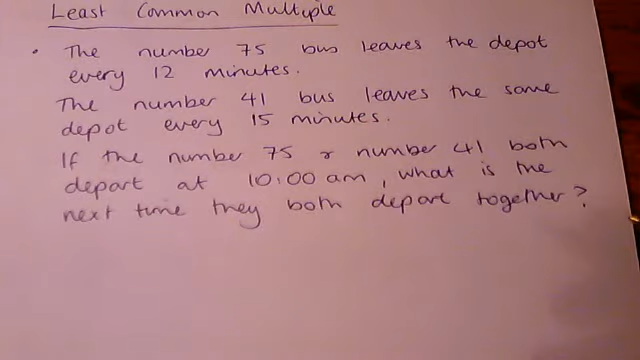 Least Common Multiple
• The number 75 bus leaves the depot
every 12 minutes.
The number 41 bus leaves the same
depot every 15 minutes.
If the number 75 & number 41 both
depart at 10:00 am, what is the
next time they both depart together?